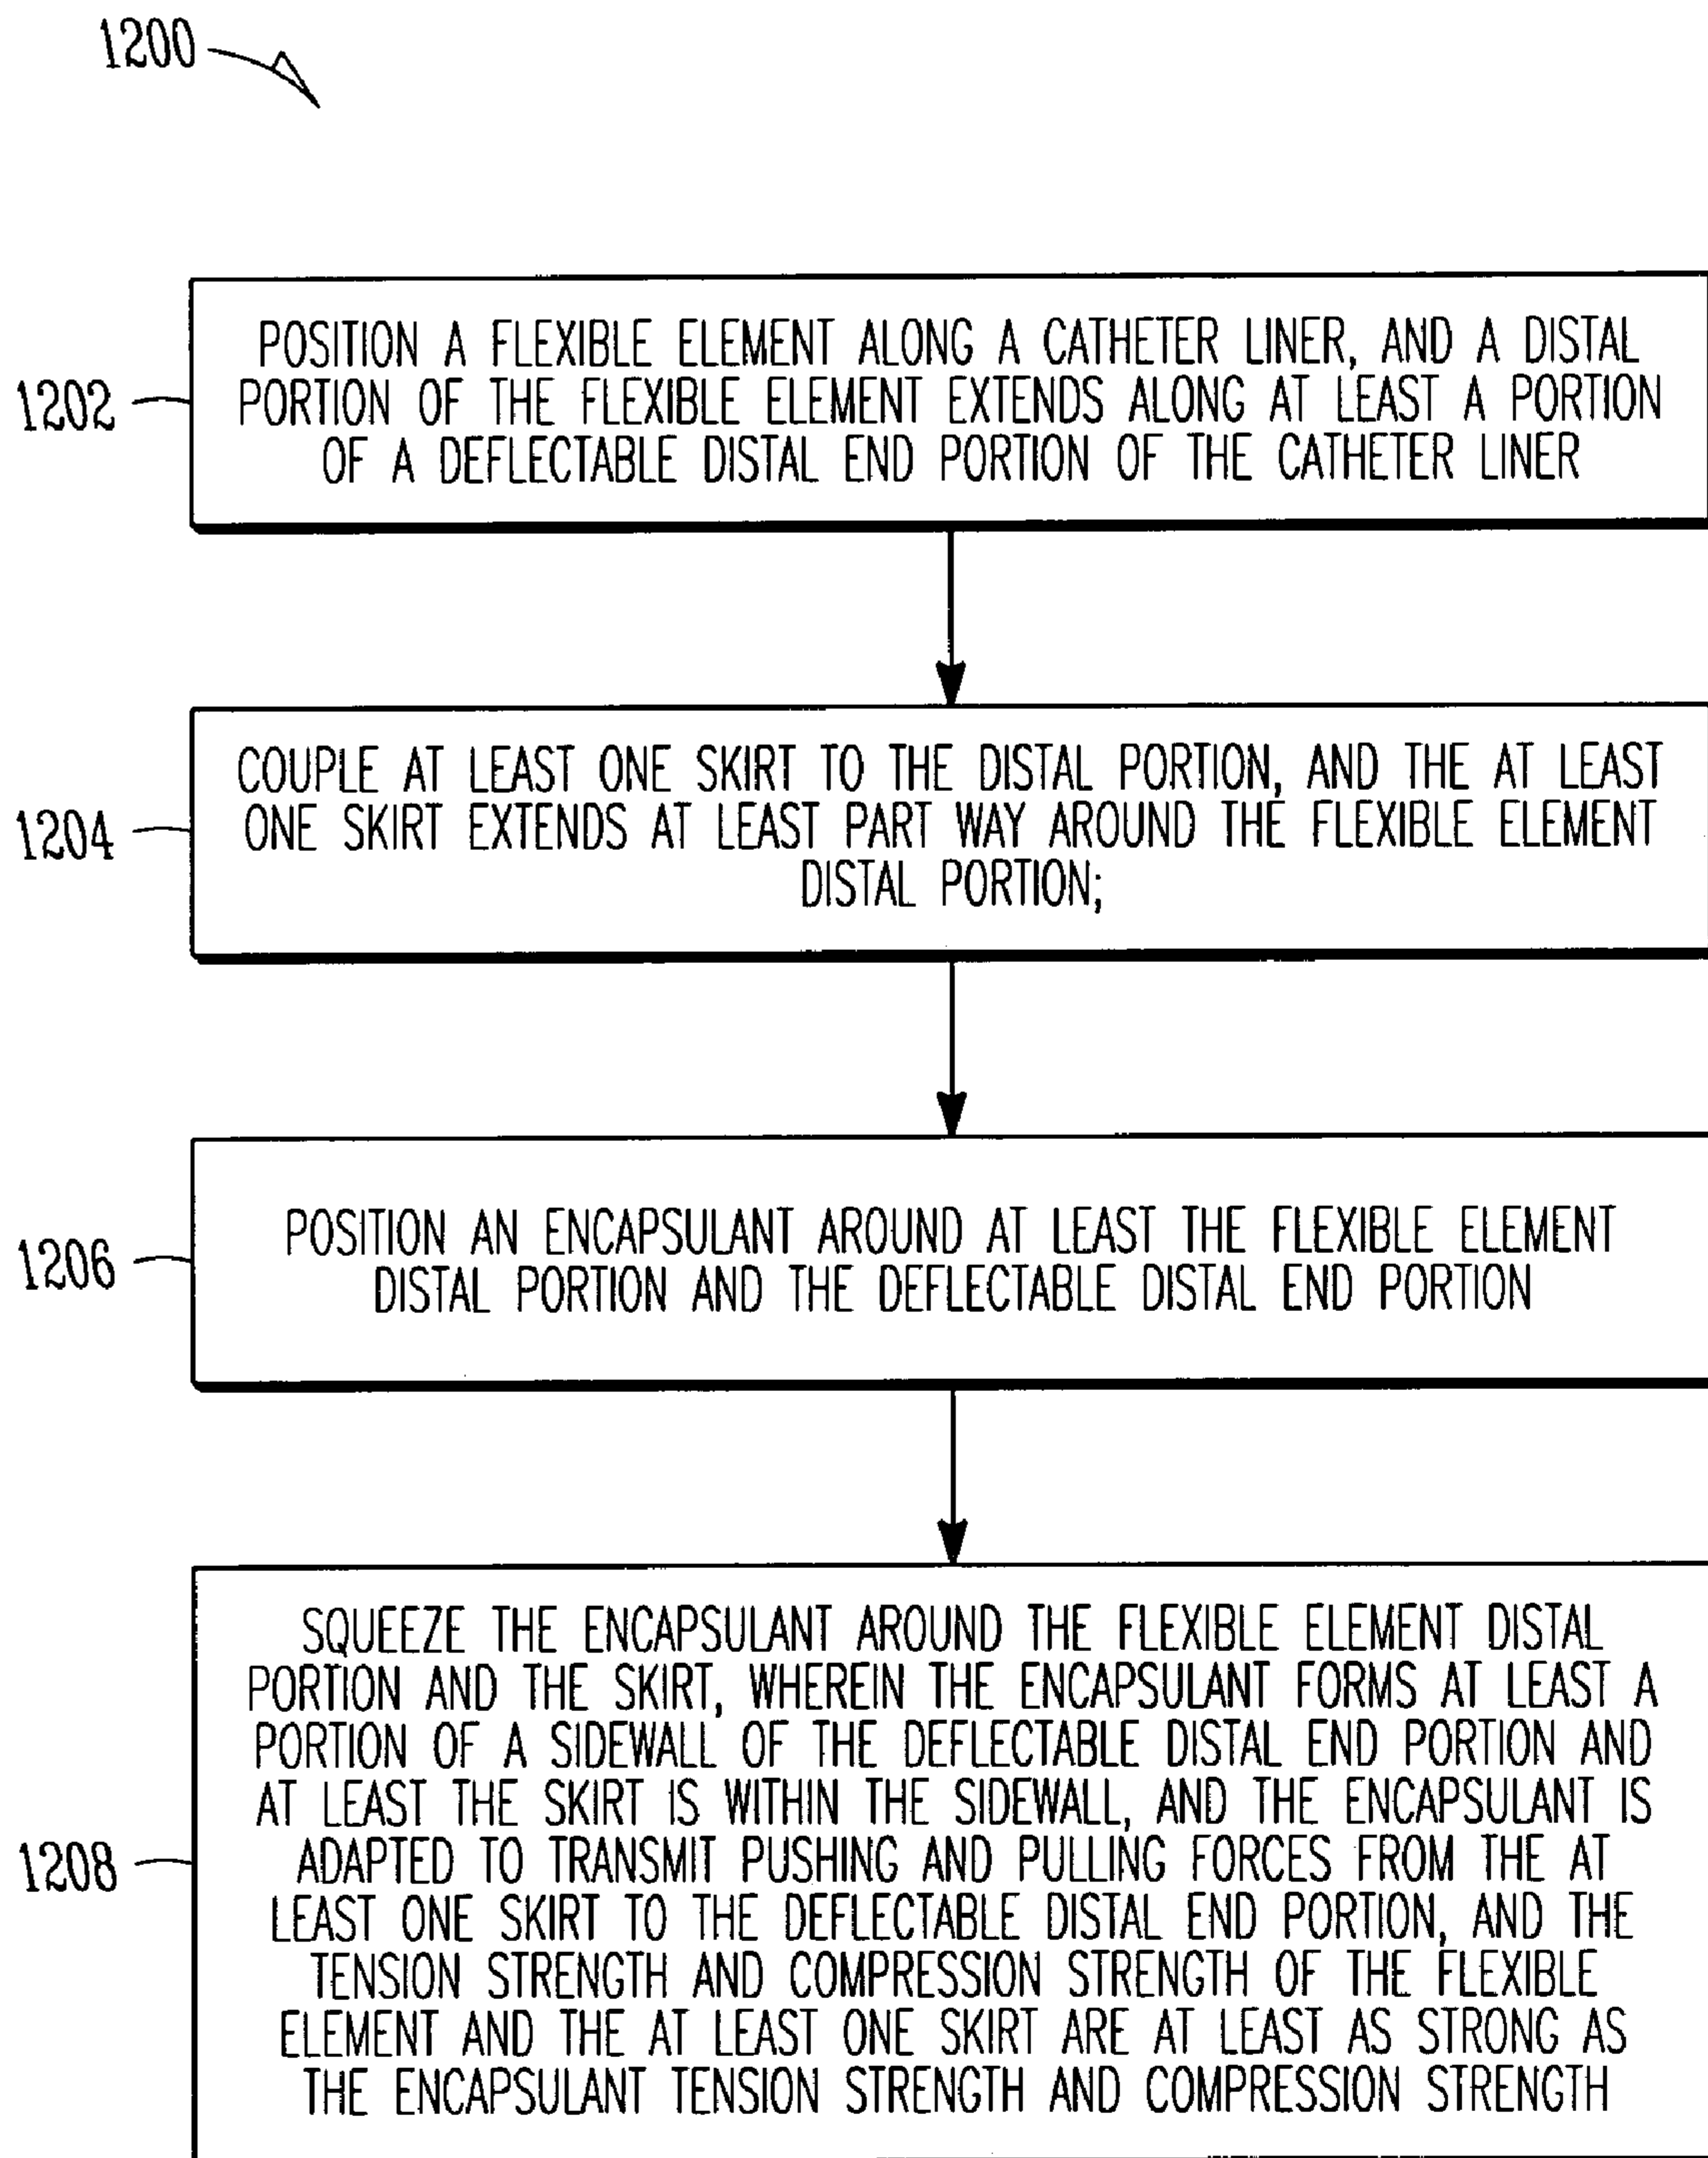 1200
1202
POSITION A FLEXIBLE ELEMENT ALONG A CATHETER LINER, AND A DISTAL
PORTION OF THE FLEXIBLE ELEMENT EXTENDS ALONG AT LEAST A PORTION
OF A DEFLECTABLE DISTAL END PORTION OF THE CATHETER LINER
1204
COUPLE AT LEAST ONE SKIRT TO THE DISTAL PORTION, AND THE AT LEAST
ONE SKIRT EXTENDS AT LEAST PART WAY AROUND THE FLEXIBLE ELEMENT
DISTAL PORTION;
1206
POSITION AN ENCAPSULANT AROUND AT LEAST THE FLEXIBLE ELEMENT
DISTAL PORTION AND THE DEFLECTABLE DISTAL END PORTION
1208
SQUEEZE THE ENCAPSULANT AROUND THE FLEXIBLE ELEMENT DISTAL
PORTION AND THE SKIRT, WHEREIN THE ENCAPSULANT FORMS AT LEAST A
PORTION OF A SIDEWALL OF THE DEFLECTABLE DISTAL END PORTION AND
AT LEAST THE SKIRT IS WITHIN THE SIDEWALL, AND THE ENCAPSULANT IS
ADAPTED TO TRANSMIT PUSHING AND PULLING FORCES FROM THE AT
LEAST ONE SKIRT TO THE DEFLECTABLE DISTAL END PORTION, AND THE
TENSION STRENGTH AND COMPRESSION STRENGTH OF THE FLEXIBLE
ELEMENT AND THE AT LEAST ONE SKIRT ARE AT LEAST AS STRONG AS
THE ENCAPSULANT TENSION STRENGTH AND COMPRESSION STRENGTH